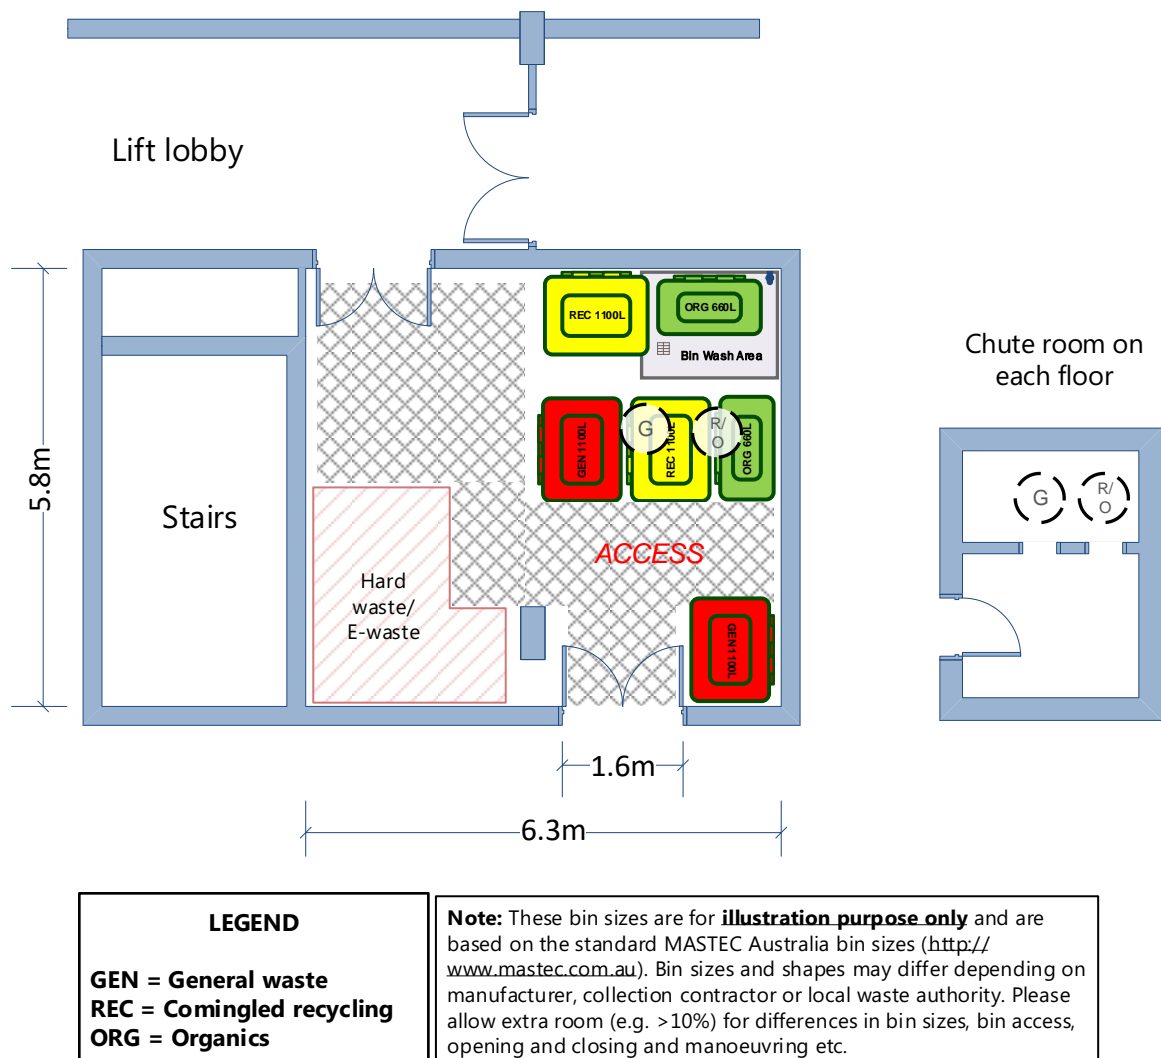 Lift lobby
REC 1100L
ORG 660L
Bin Wash Area
Chute room on
each floor
5.8m
Stairs
GEN 1100L
G
REC 1100L
R/
O
ORG 660L
G
R/
O
ACCESS
Hard
waste/
E-waste
GEN 1100L
1.6m
6.3m
LEGEND
GEN = General waste
REC = Comingled recycling
ORG = Organics
Note: These bin sizes are for illustration purpose only and are
based on the standard MASTEC Australia bin sizes (http://
www.mastec.com.au). Bin sizes and shapes may differ depending on
manufacturer, collection contractor or local waste authority. Please
allow extra room (e.g. >10%) for differences in bin sizes, bin access,
opening and closing and manoeuvring etc.